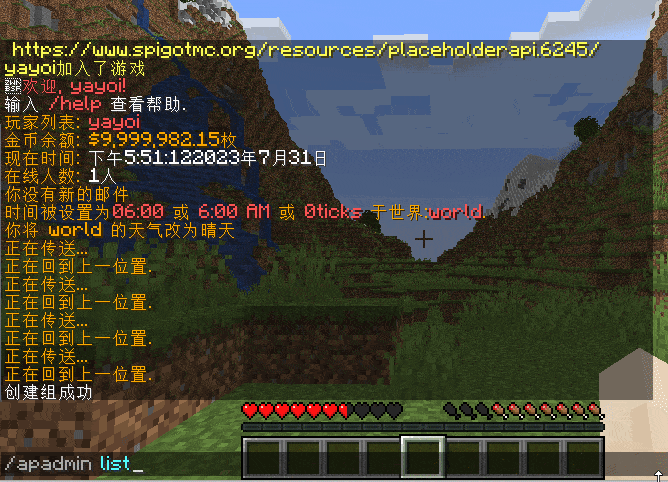 https://www.spigotmc.org/resources/placeholderapi.6245/
yayoi加入了游戏
欢迎, yayoi!
输入 /help 查看帮助.
玩家列表: yayoi
金币余额: $9,999,982.15枚
现在时间: 下午5:51:122023年7月31日
在线人数: 1人
你没有新的邮件
时间被设置为06:00 或 6:00 AM 或 0ticks 于世界:world.
你将 world 的天气改为晴天
正在传送...
正在回到上一位置.
正在传送...
正在回到上一位置.
正在传送...
正在回到上一位置.
正在传送...
正在回到上一位置.
创建组成功
/apadmin list_